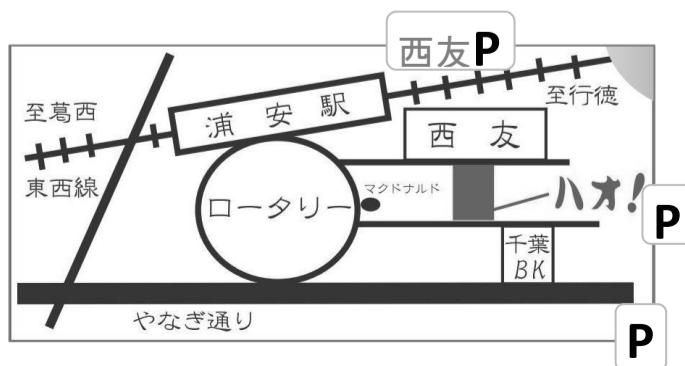 西友P
至葛西
浦安駅
至行徳
西友
東西線
マクドナルド
ハオ!
ロータリー
P
千葉
BK
やなぎ通り
P